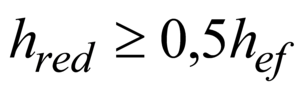 h_red ≥ 0,5h_ef